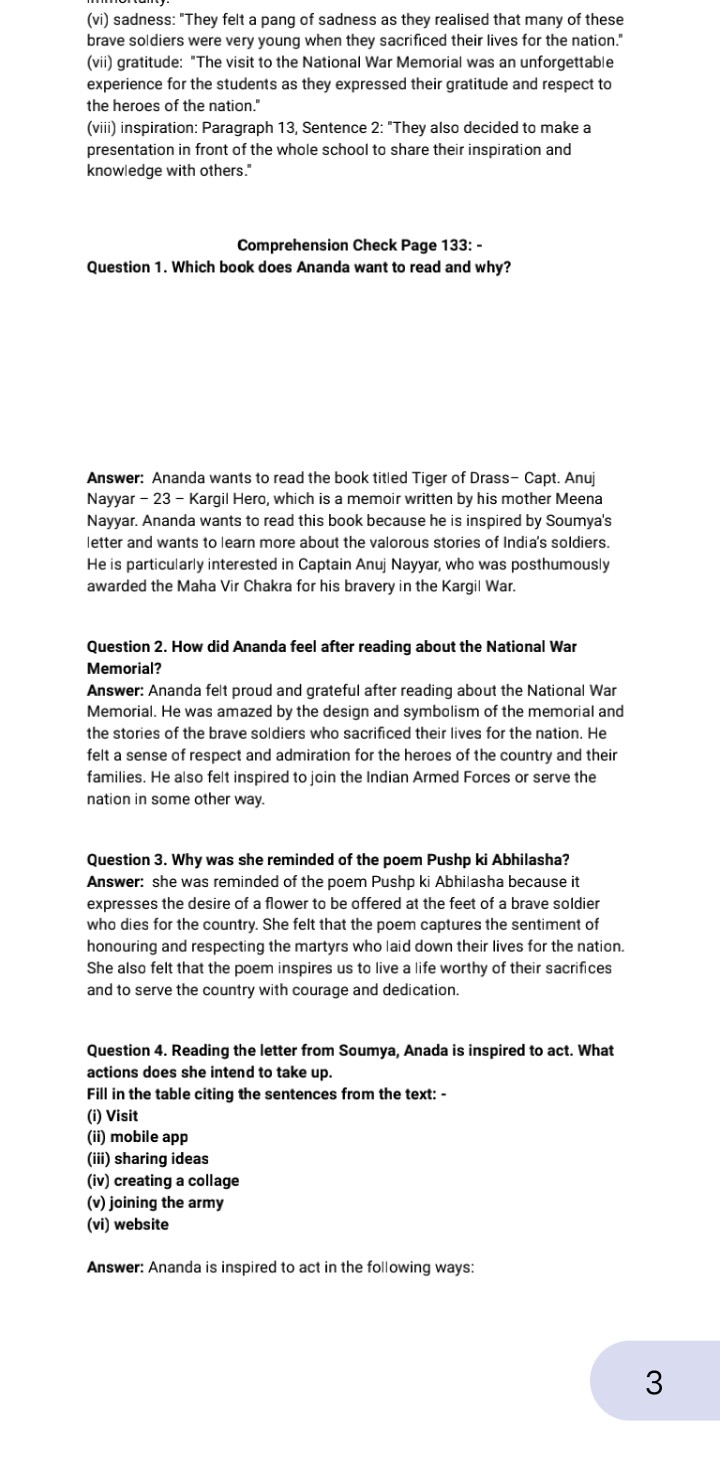 (vi) sadness: "They felt a pang of sadness as they realised that many of these
brave soldiers were very young when they sacrificed their lives for the nation."
(vii) gratitude: "The visit to the National War Memorial was an unforgettable
experience for the students as they expressed their gratitude and respect to
the heroes of the nation."
(viii) inspiration: Paragraph 13, Sentence 2: "They also decided to make a
presentation in front of the whole school to share their inspiration and
knowledge with others."
Comprehension Check Page 133: -
Question 1. Which book does Ananda want to read and why?
Answer: Ananda wants to read the book titled Tiger of Drass– Capt. Anuj
Nayyar – 23 – Kargil Hero, which is a memoir written by his mother Meena
Nayyar. Ananda wants to read this book because he is inspired by Soumya's
letter and wants to learn more about the valorous stories of India's soldiers.
He is particularly interested in Captain Anuj Nayyar, who was posthumously
awarded the Maha Vir Chakra for his bravery in the Kargil War.
Question 2. How did Ananda feel after reading about the National War
Memorial?
Answer: Ananda felt proud and grateful after reading about the National War
Memorial. He was amazed by the design and symbolism of the memorial and
the stories of the brave soldiers who sacrificed their lives for the nation. He
felt a sense of respect and admiration for the heroes of the country and their
families. He also felt inspired to join the Indian Armed Forces or serve the
nation in some other way.
Question 3. Why was she reminded of the poem Pushp ki Abhilasha?
Answer: she was reminded of the poem Pushp ki Abhilasha because it
expresses the desire of a flower to be offered at the feet of a brave soldier
who dies for the country. She felt that the poem captures the sentiment of
honouring and respecting the martyrs who laid down their lives for the nation.
She also felt that the poem inspires us to live a life worthy of their sacrifices
and to serve the country with courage and dedication.
Question 4. Reading the letter from Soumya, Anada is inspired to act. What
actions does she intend to take up.
Fill in the table citing the sentences from the text: -
(i) Visit
(ii) mobile app
(iii) sharing ideas
(iv) creating a collage
(v) joining the army
(vi) website
Answer: Ananda is inspired to act in the following ways:
3